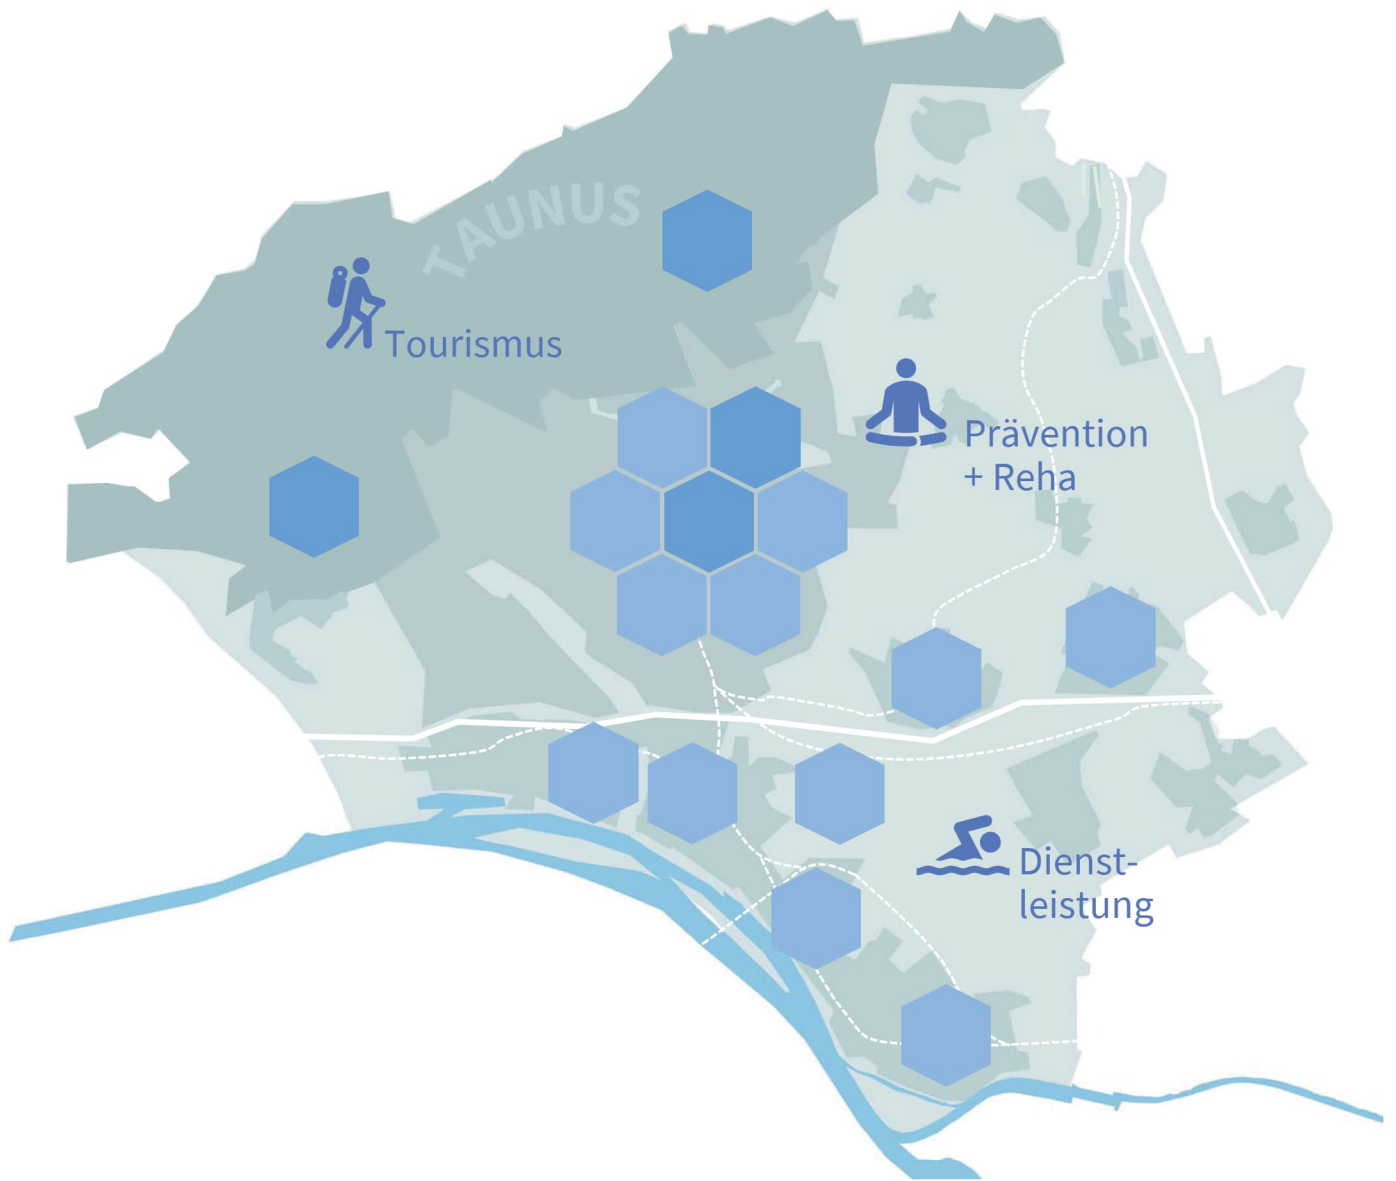 TAUNUS
Tourismus
Prävention
+ Reha
Dienst-
leistung